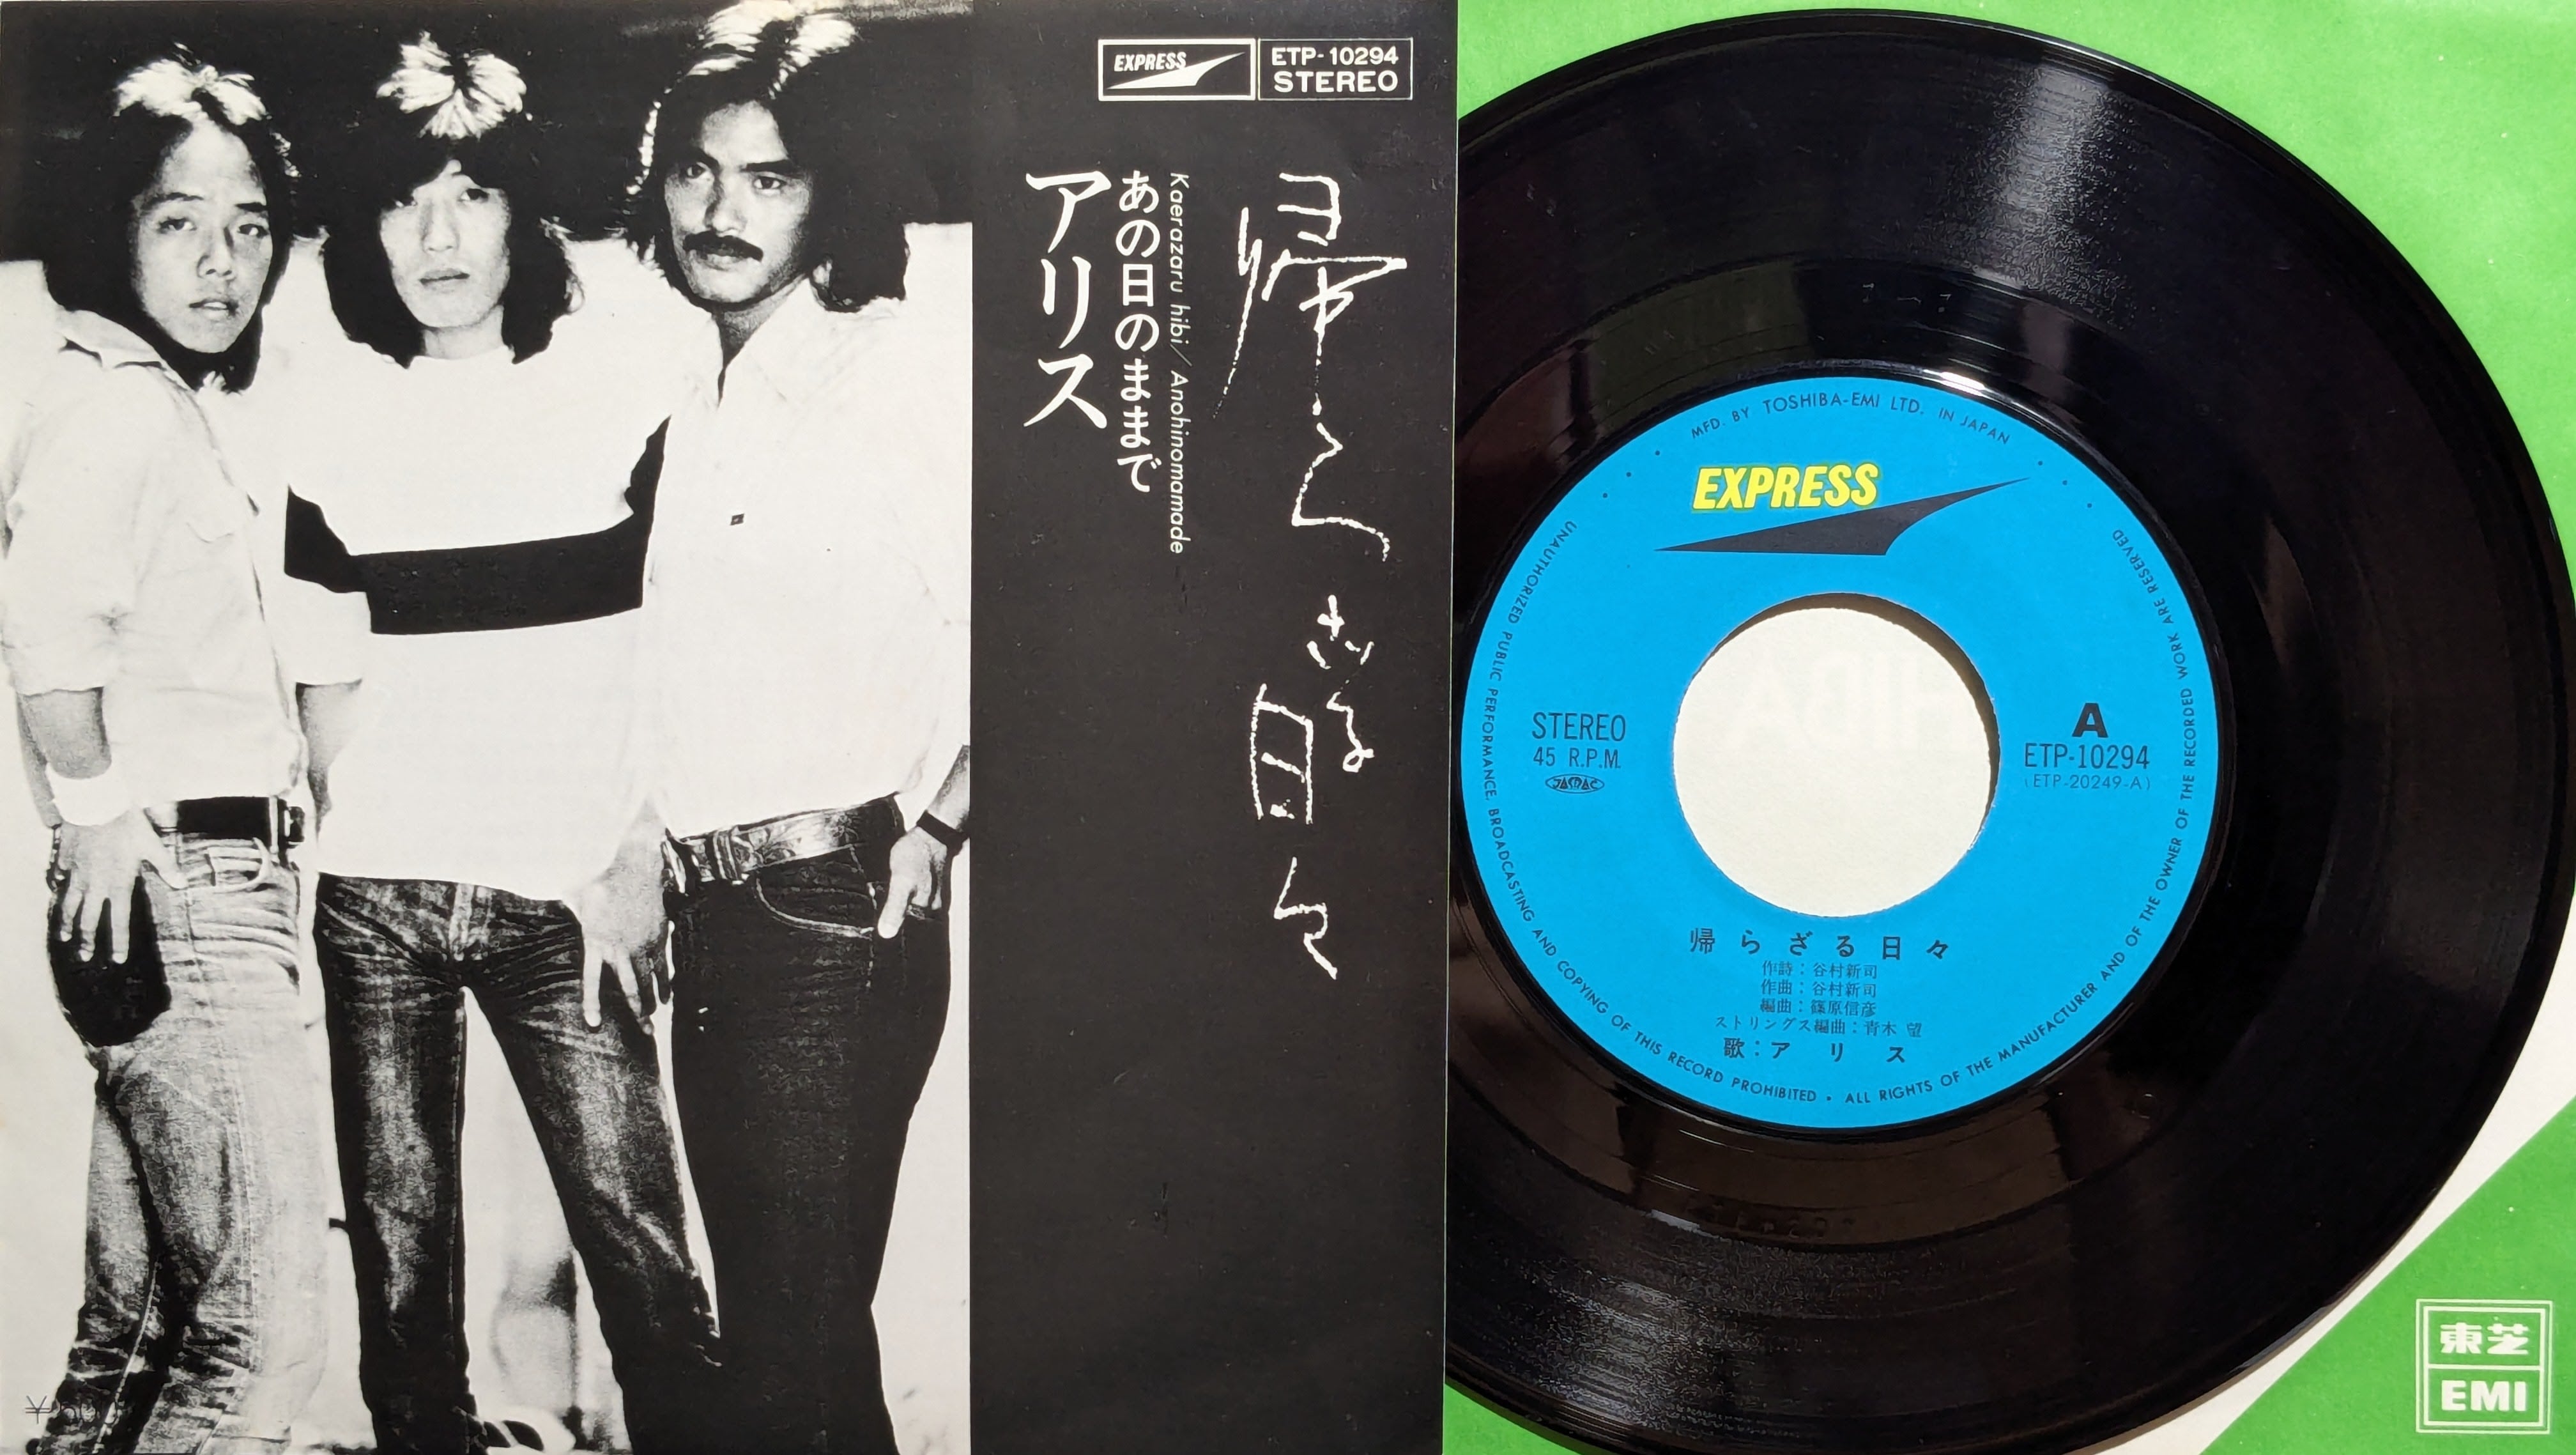 EXPRESS
ETP-10294
STEREO
帰らざる日々
Kaerazaru hibi／Anohinomamade
あの日のままで
アリス
¥600
MFD. BY TOSHIBA-EMI LTD. IN JAPAN
EXPRESS
STEREO
45 R.P.M.
JASRAC
A
ETP-10294
(ETP-20249-A)
帰らざる日々
作詩：谷村新司
作曲：谷村新司
編曲：篠原信彦
ストリングス編曲：青木 望
歌：アリス
UNAUTHORIZED PUBLIC PERFORMANCE, BROADCASTING AND COPYING OF THIS RECORD PROHIBITED • ALL RIGHTS OF THE MANUFACTURER AND OF THE OWNER OF THE RECORDED WORK ARE RESERVED
東芝
EMI